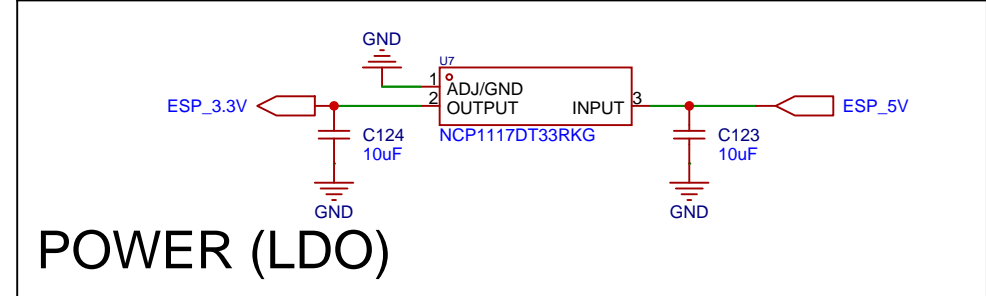 GND
U7
1
ADJ/GND
ESP_3.3V
2
OUTPUT
INPUT
3
ESP_5V
NCP1117DT33RKG
C124
10uF
C123
10uF
GND
GND
POWER (LDO)